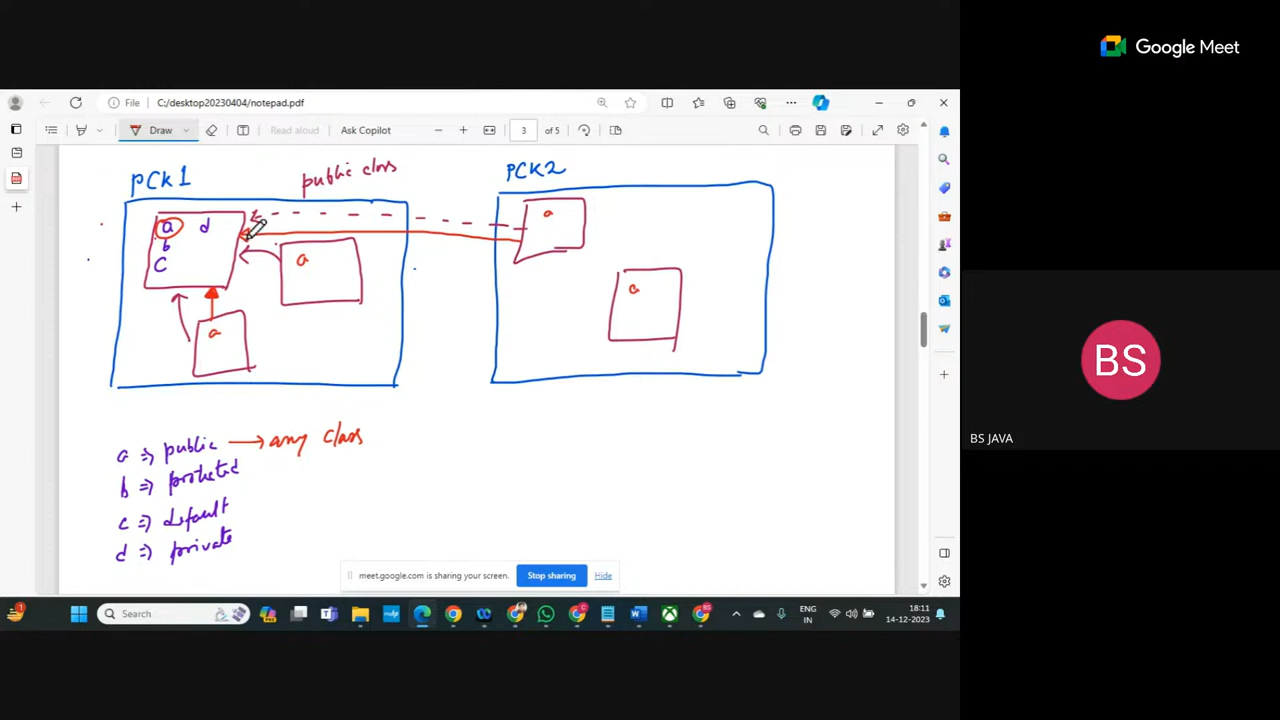 Google Meet
File
C:/desktop20230404/notepad.pdf
Draw
Read aloud
Ask Copilot
3
of 5
PCK1
public class
PCK2
a d
b
C
a
a
a
a
a => public → any class
b => protected
c => default
d => private
BS
BS JAVA
meet.google.com is sharing your screen.
Stop sharing
Hide
1
Search
ENG
IN
18:11
14-12-2023